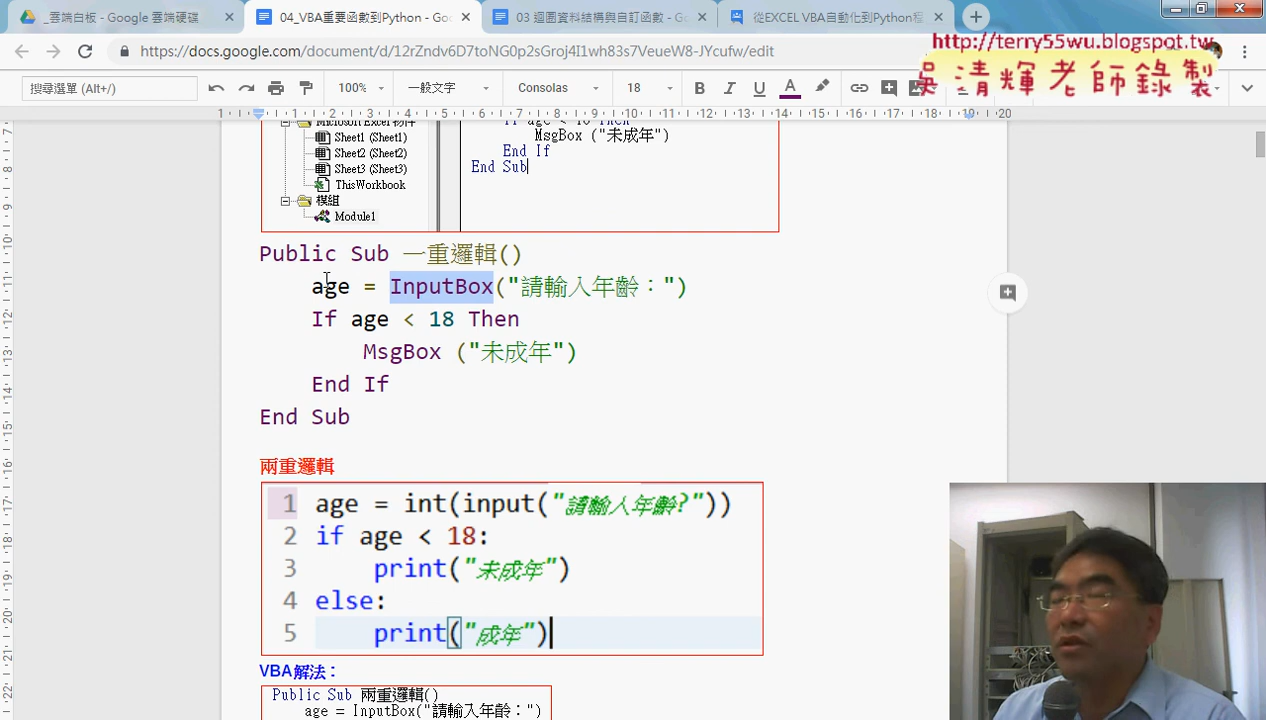 _雲端白板 - Google 雲端硬碟
04_VBA重要函數到Python - Goo
03 迴圈資料結構與自訂函數 - G
從EXCEL VBA自動化到Python程
https://docs.google.com/document/d/12rZndv6D7toNG0p2sGroj4I1wh83s7VeueW8-JYcufw/edit
http://terry55wu.blogspot.tw
吳清輝老師錄製
搜尋選單 (Alt+/)
100%
一般文字
Consolas
18
Sheet1 (Sheet1)
Sheet2 (Sheet2)
Sheet3 (Sheet3)
ThisWorkbook
模組
Module1
MsgBox ("未成年")
End If
End Sub
Public Sub 一重邏輯()
age = InputBox("請輸入年齡：")
If age < 18 Then
MsgBox ("未成年")
End If
End Sub
兩重邏輯
1 age = int(input("請輸入年齡?"))
2 if age < 18:
3 print("未成年")
4 else:
5 print("成年")
VBA解法：
Public Sub 兩重邏輯()
age = InputBox("請輸入年齡：")